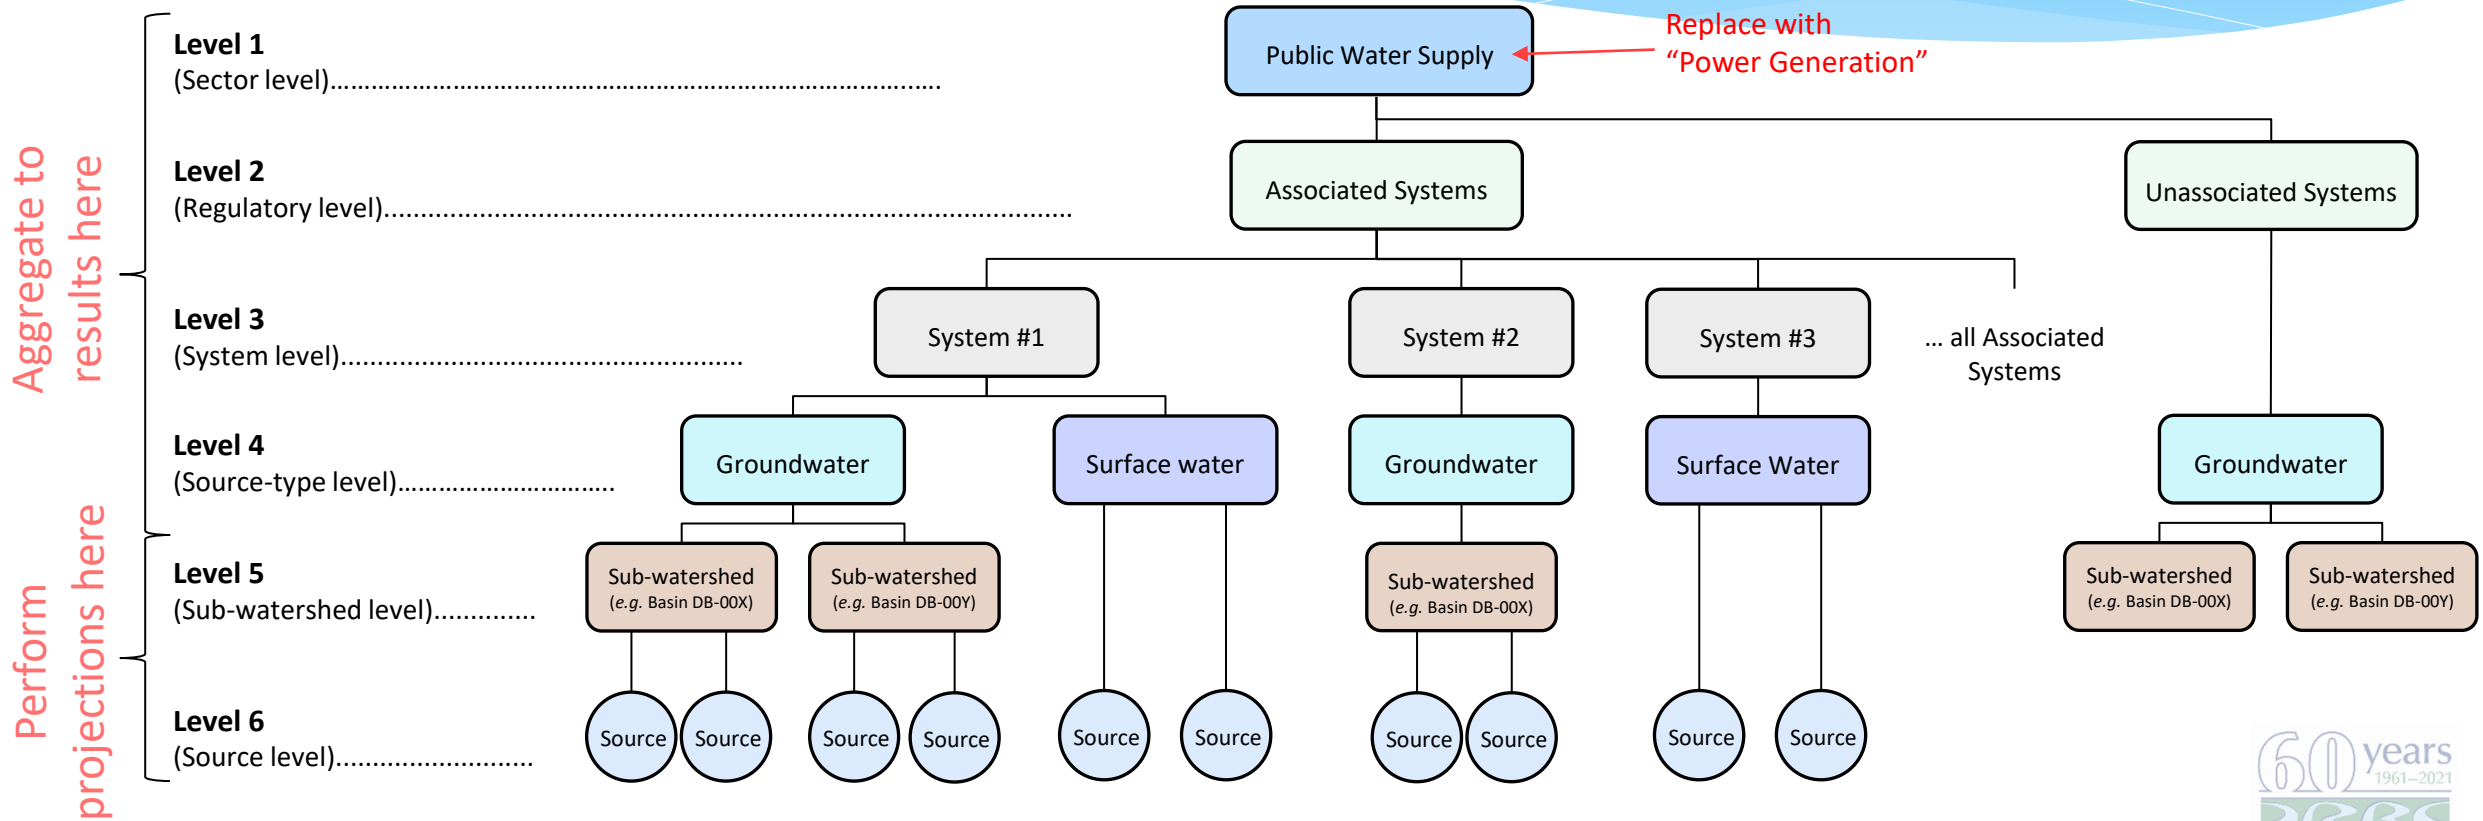 Replace with
“Power Generation”
Public Water Supply
Level 1
(Sector level)……………………………………………………………………………..…..
Associated Systems
Unassociated Systems
Level 2
(Regulatory level)...............................................................................................
System #1
System #2
System #3
... all Associated
Systems
Level 3
(System level)........................................................
Groundwater
Surface water
Groundwater
Surface Water
Groundwater
Level 4
(Source-type level)…………………………..
Aggregate to
results here
Sub-watershed
(e.g. Basin DB-00X)
Sub-watershed
(e.g. Basin DB-00Y)
Sub-watershed
(e.g. Basin DB-00X)
Sub-watershed
(e.g. Basin DB-00X)
Sub-watershed
(e.g. Basin DB-00Y)
Level 5
(Sub-watershed level)..............
Source
Source
Source
Source
Source
Source
Source
Source
Source
Source
Level 6
(Source level)...........................
Perform
projections here
60 years
1961–2021